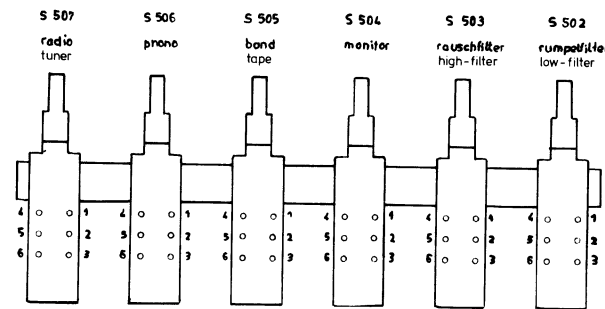 S 507 S 506 S 505 S 504 S 503 S 502
radio phono band monitor rauschfilter rumpelfilter
tuner tape high-filter low-filter
4 1 4 1 4 1 4 1 4 1 4 1
5 2 5 2 5 2 5 2 5 2 5 2
6 3 6 3 6 3 6 3 6 3 6 3